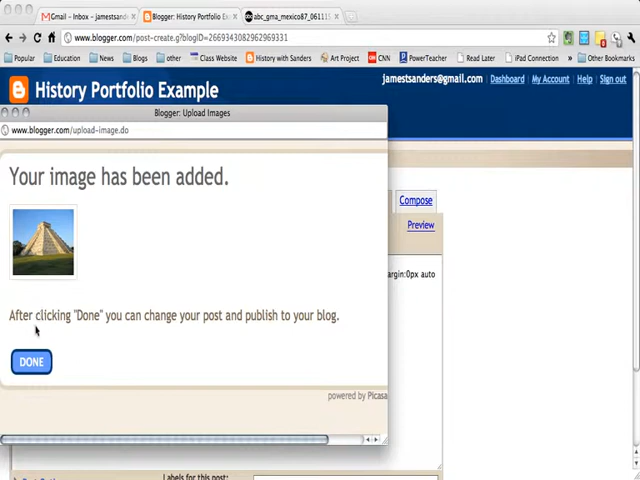 Gmail - Inbox - jamestsanders
Blogger: History Portfolio Ex
abc_gma_mexico87_06111
www.blogger.com/post-create.g?blogID=2669343082962969331
Popular Education News Blogs Other Class Website History with Sanders Art Project CNN PowerTeacher Read Later iPad Connection Other Bookmarks
History Portfolio Example
jamestsanders@gmail.com Dashboard My Account Help Sign out
Blogger: Upload Images
www.blogger.com/upload-image.do
Your image has been added.
Compose
Preview
argin:0px auto
After clicking "Done" you can change your post and publish to your blog.
DONE
powered by Picasa
Labels for this post: